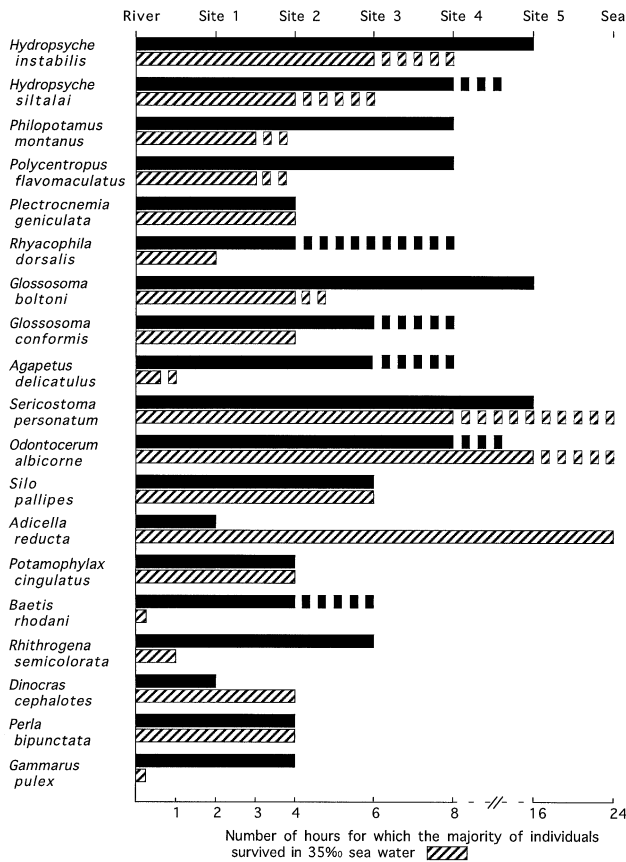 River Site 1 Site 2 Site 3 Site 4 Site 5 Sea
Hydropsyche
instabilis
Hydropsyche
siltalai
Philopotamus
montanus
Polycentropus
flavomaculatus
Plectrocnemia
geniculata
Rhyacophila
dorsalis
Glossosoma
boltoni
Glossosoma
conformis
Agapetus
delicatulus
Sericostoma
personatum
Odontocerum
albicorne
Silo
pallipes
Adicella
reducta
Potamophylax
cingulatus
Baetis
rhodani
Rhithrogena
semicolorata
Dinocras
cephalotes
Perla
bipunctata
Gammarus
pulex
1 2 3 4 6 8 16 24
Number of hours for which the majority of individuals
survived in 35‰ sea water